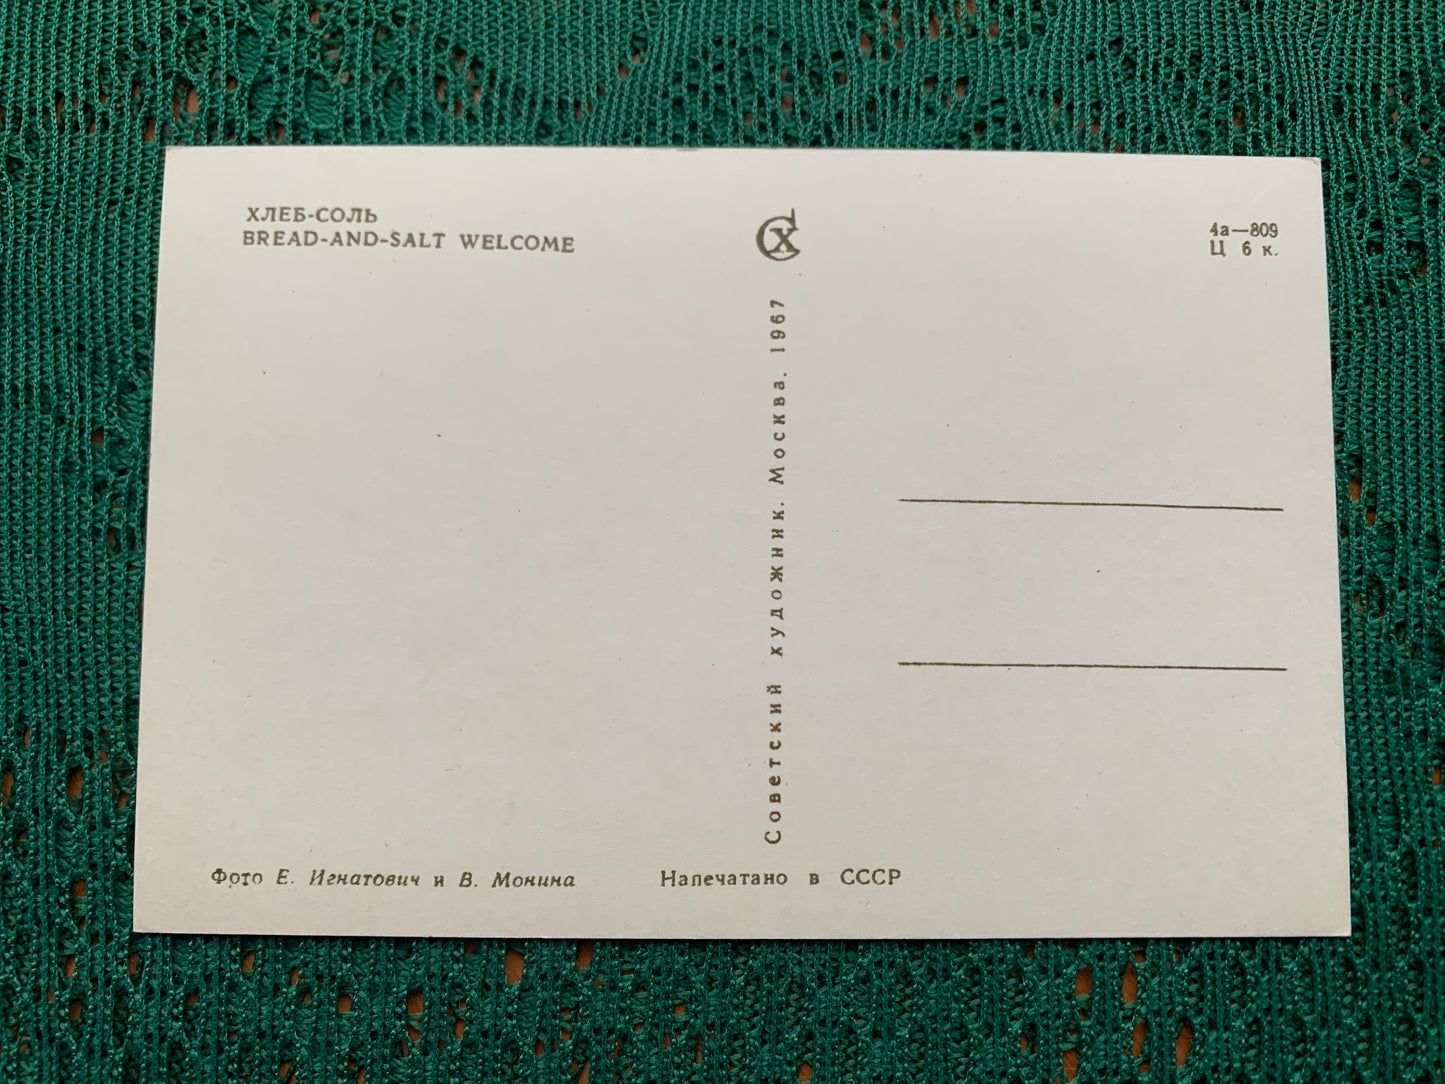 ХЛЕБ-СОЛЬ
BREAD-AND-SALT WELCOME
СХ
4а—809
Ц 6 к.
Советский художник. Москва. 1967
Фото Е. Игнатович и В. Монина
Напечатано в СССР